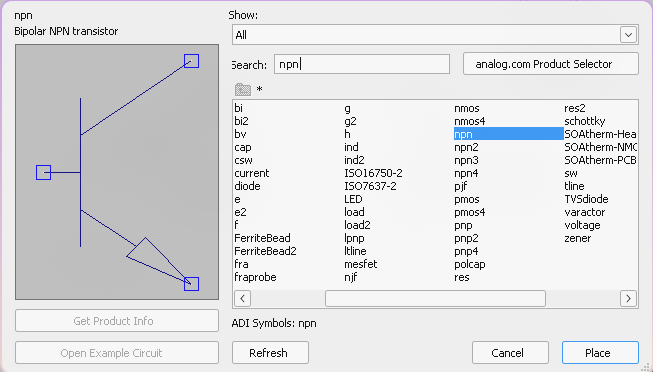 npn
Bipolar NPN transistor
Show:
All
Search:
npn
analog.com Product Selector
*
bi g nmos res2
bi2 g2 nmos4 schottky
bv h npn SOAtherm-Hea
cap ind npn2 SOAtherm-NMO
csw ind2 npn3 SOAtherm-PCB
current ISO16750-2 npn4 sw
diode ISO7637-2 pjf tline
e LED pmos TVSdiode
e2 load pmos4 varactor
f load2 pnp voltage
FerriteBead lpnp pnp2 zener
FerriteBead2 ltline pnp4
fra mesfet polcap
fraprobe njf res
Get Product Info
ADI Symbols: npn
Open Example Circuit
Refresh
Cancel
Place